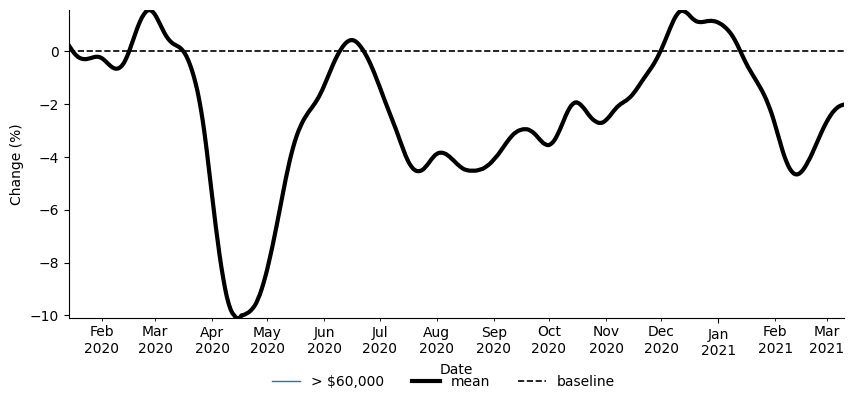 Change (%)
0
−2
−4
−6
−8
−10
Feb Mar Apr May Jun Jul Aug Sep Oct Nov Dec Jan Feb Mar
2020 2020 2020 2020 2020 2020 2020 2020 2020 2020 2020 2021 2021 2021
Date
> $60,000 mean baseline